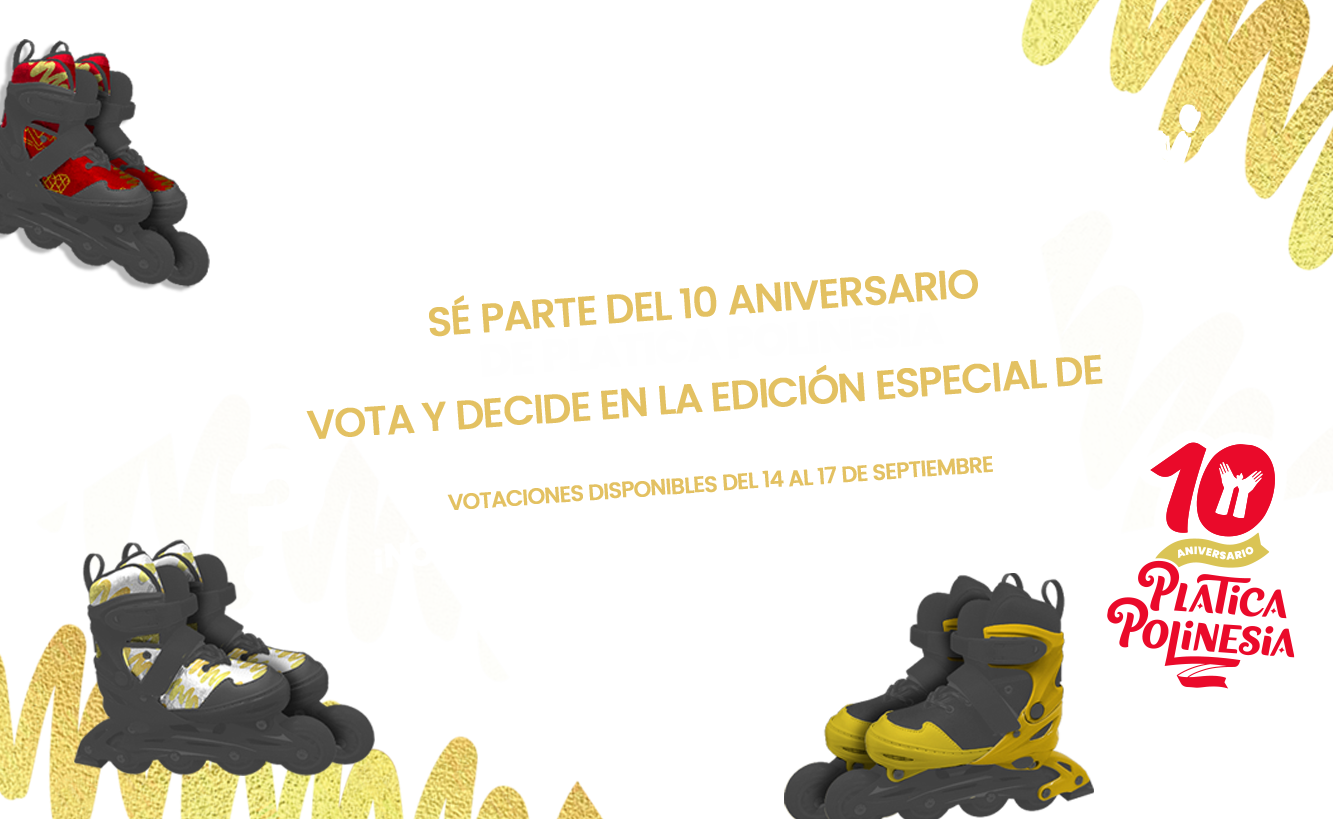 SÉ PARTE DEL 10 ANIVERSARIO
VOTA Y DECIDE EN LA EDICIÓN ESPECIAL DE
VOTACIONES DISPONIBLES DEL 14 AL 17 DE SEPTIEMBRE
10
ANIVERSARIO
PLATiCA
POLiNESiA